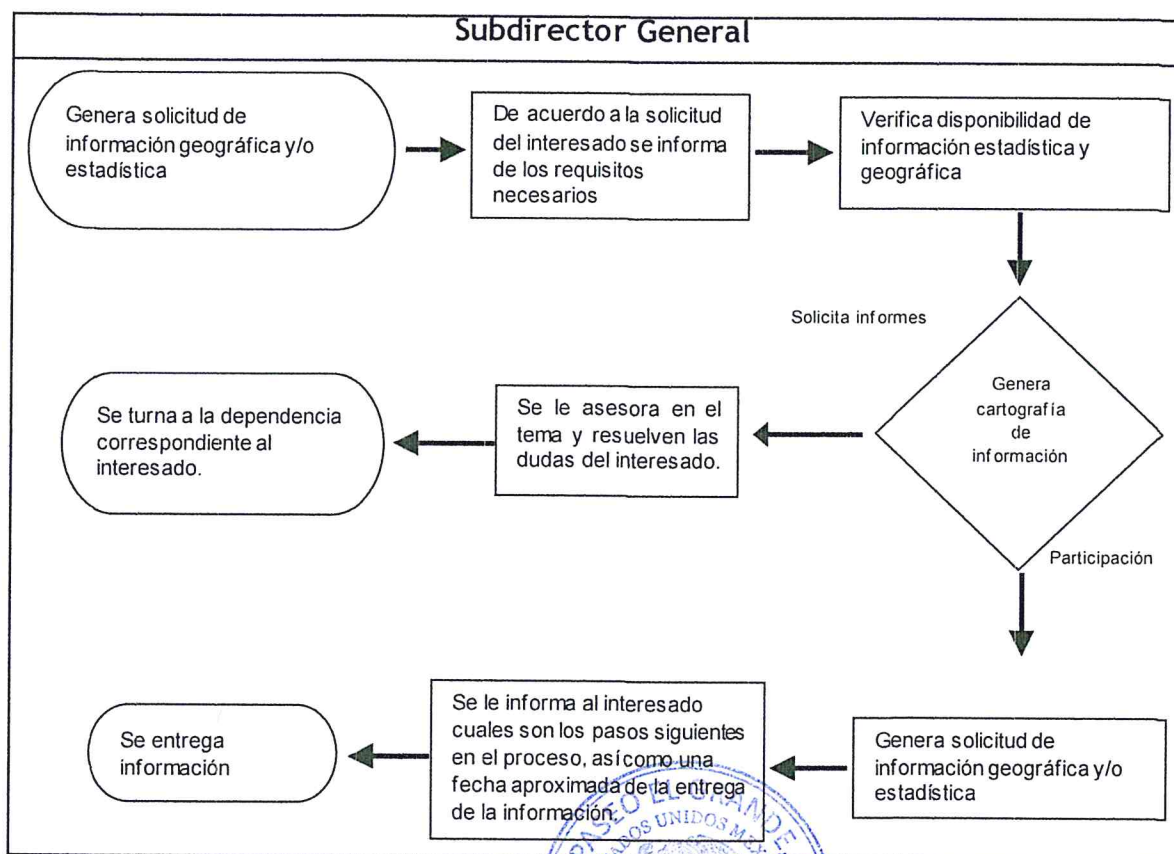 Subdirector General
Genera solicitud de
información geográfica y/o
estadística
De acuerdo a la solicitud
del interesado se informa
de los requisitos
necesarios
Verifica disponibilidad de
información estadística y
geográfica
Solicita informes
Genera
cartografía
de
información
Se le asesora en el
tema y resuelven las
dudas del interesado.
Se turna a la dependencia
correspondiente al
interesado.
Participación
Genera solicitud de
información geográfica y/o
estadística
Se le informa al interesado
cuales son los pasos siguientes
en el proceso, así como una
fecha aproximada de la entrega
de la información.
Se entrega
información
PASEO EL GRANDE
UNIDOS